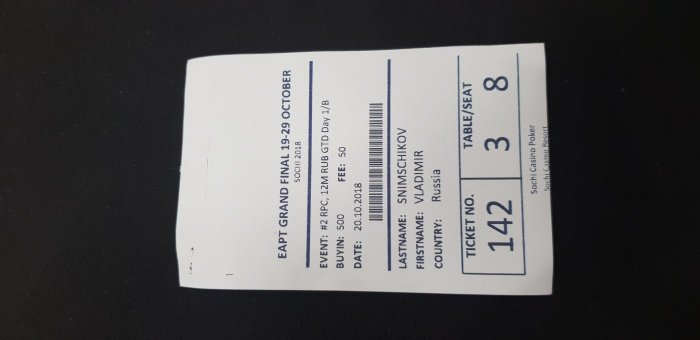 EAPT GRAND FINAL 19-29 OCTOBER
SOCHI 2018
EVENT: #2 RPC, 12M RUB GTD Day 1/B
BUYIN: 500 FEE: 50
DATE: 20.10.2018
LASTNAME: SNIMSCHIKOV
FIRSTNAME: VLADIMIR
COUNTRY: Russia
TICKET NO. TABLE/SEAT
142 3 8
Sochi Casino Poker
Sochi Casino Resort